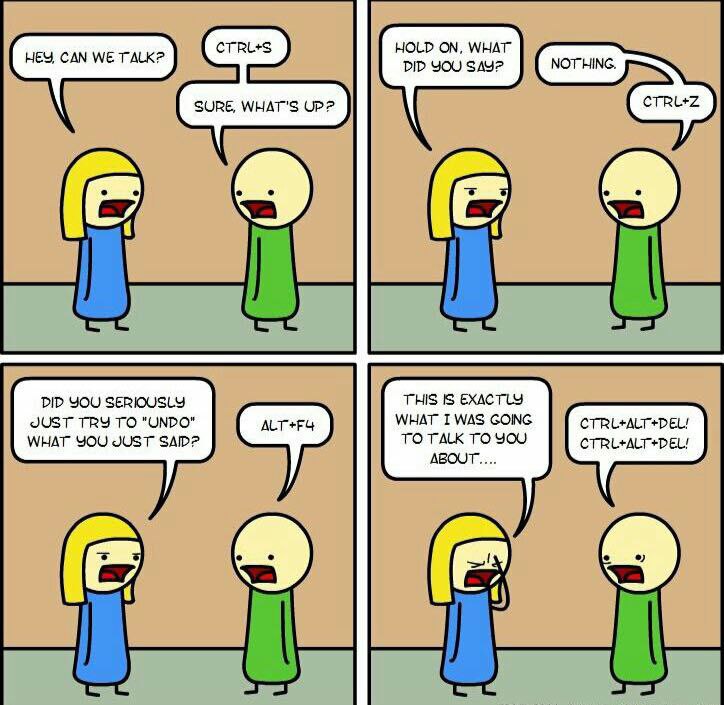 HEY, CAN WE TALK?
CTRL+S
SURE, WHAT'S UP?
HOLD ON, WHAT
DID YOU SAY?
NOTHING.
CTRL+Z
DID YOU SERIOUSLY
JUST TRY TO "UNDO"
WHAT YOU JUST SAID?
ALT+F4
THIS IS EXACTLY
WHAT I WAS GOING
TO TALK TO YOU
ABOUT....
CTRL+ALT+DEL!
CTRL+ALT+DEL!